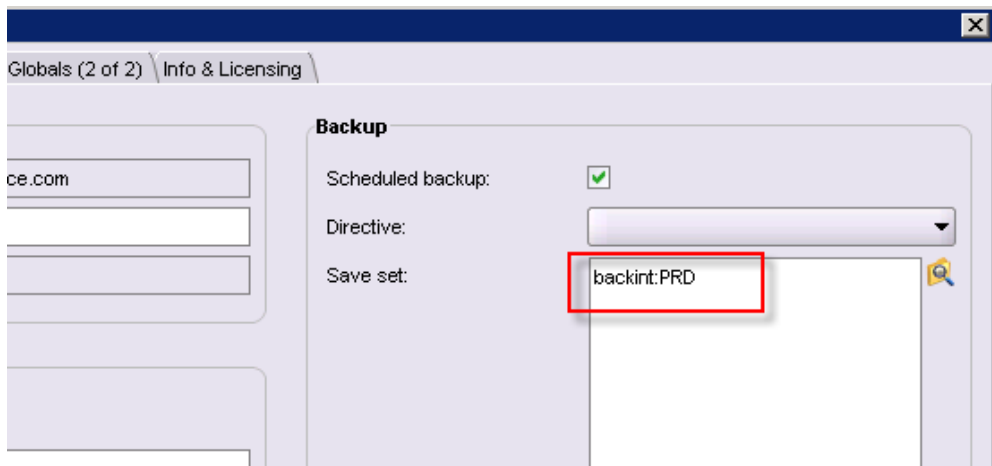 Globals (2 of 2) Info & Licensing
Backup
ce.com
Scheduled backup:
Directive:
Save set:
backint:PRD